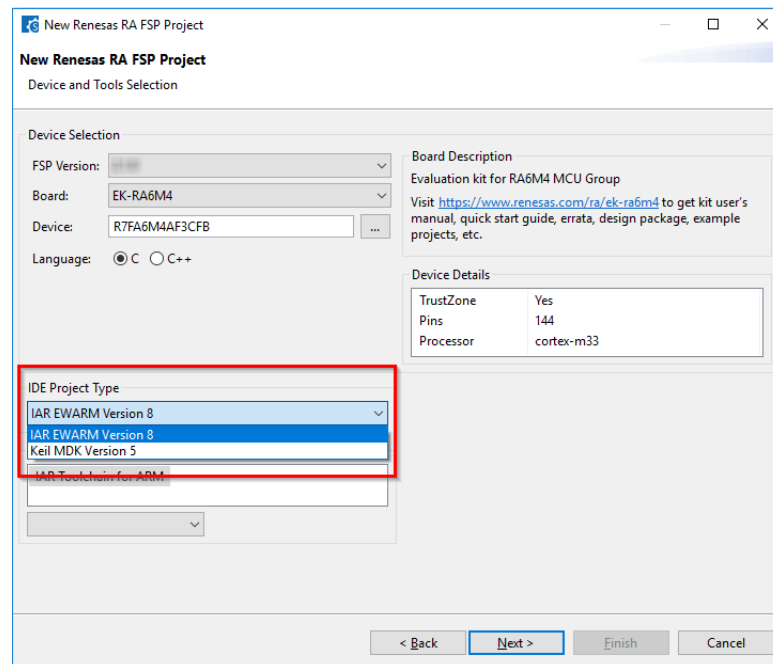 New Renesas RA FSP Project
New Renesas RA FSP Project
Device and Tools Selection
Device Selection
FSP Version:
Board:
EK-RA6M4
Device:
R7FA6M4AF3CFB
...
Language:
C
C++
Board Description
Evaluation kit for RA6M4 MCU Group
Visit https://www.renesas.com/ra/ek-ra6m4 to get kit user's
manual, quick start guide, errata, design package, example
projects, etc.
Device Details
TrustZone Yes
Pins 144
Processor cortex-m33
IDE Project Type
IAR EWARM Version 8
IAR EWARM Version 8
Keil MDK Version 5
IAR Toolchain for ARM
< Back
Next >
Finish
Cancel